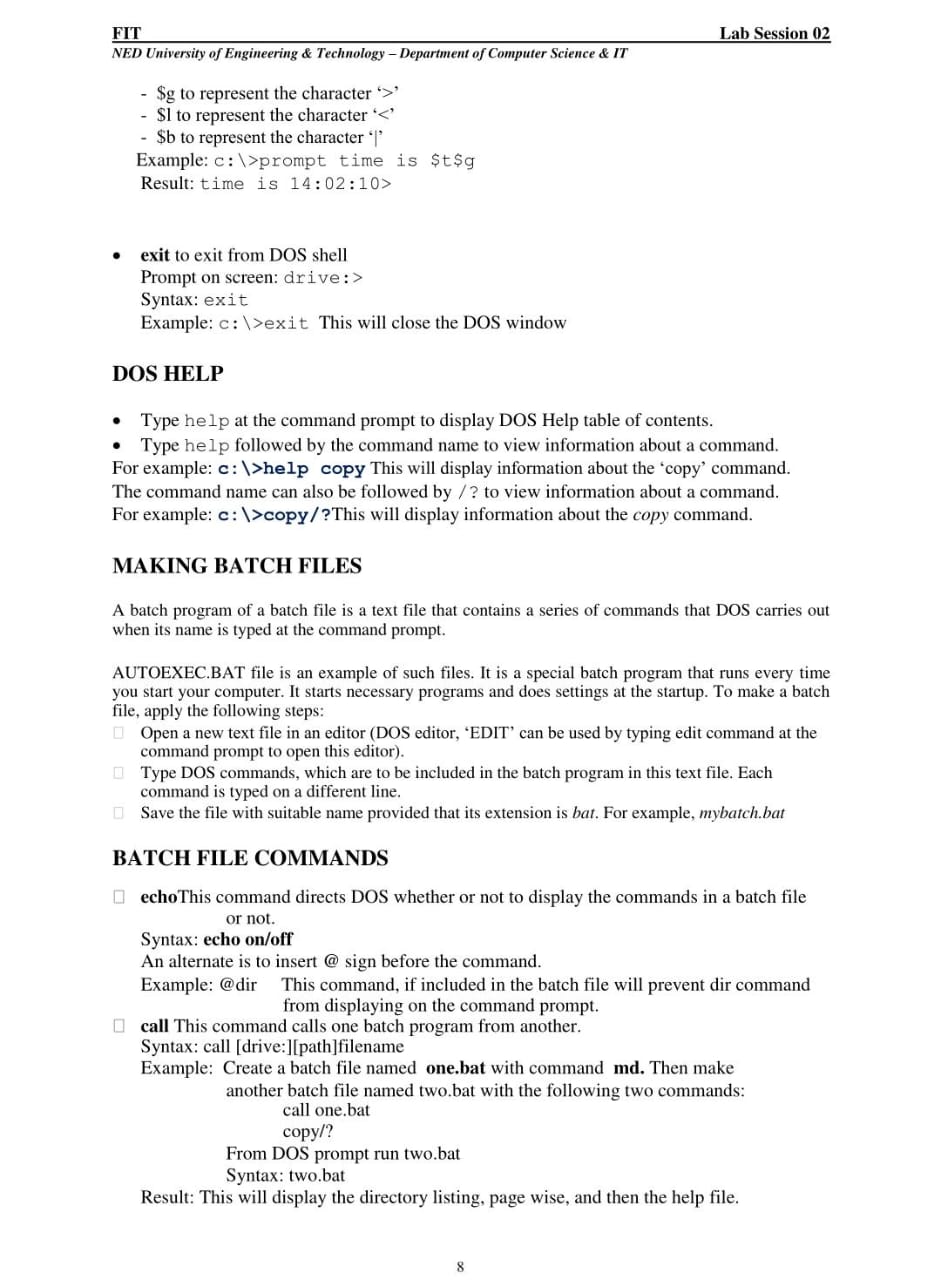 FIT Lab Session 02
NED University of Engineering & Technology – Department of Computer Science & IT
- $g to represent the character ‘>’
- $l to represent the character ‘<’
- $b to represent the character ‘|’
Example: c:\>prompt time is $t$g
Result: time is 14:02:10>
• exit to exit from DOS shell
Prompt on screen: drive:>
Syntax: exit
Example: c:\>exit This will close the DOS window
DOS HELP
• Type help at the command prompt to display DOS Help table of contents.
• Type help followed by the command name to view information about a command.
For example: c:\>help copy This will display information about the ‘copy’ command.
The command name can also be followed by /? to view information about a command.
For example: c:\>copy/?This will display information about the copy command.
MAKING BATCH FILES
A batch program of a batch file is a text file that contains a series of commands that DOS carries out
when its name is typed at the command prompt.
AUTOEXEC.BAT file is an example of such files. It is a special batch program that runs every time
you start your computer. It starts necessary programs and does settings at the startup. To make a batch
file, apply the following steps:
Open a new text file in an editor (DOS editor, ‘EDIT’ can be used by typing edit command at the
command prompt to open this editor).
Type DOS commands, which are to be included in the batch program in this text file. Each
command is typed on a different line.
Save the file with suitable name provided that its extension is bat. For example, mybatch.bat
BATCH FILE COMMANDS
echoThis command directs DOS whether or not to display the commands in a batch file
or not.
Syntax: echo on/off
An alternate is to insert @ sign before the command.
Example: @dir This command, if included in the batch file will prevent dir command
from displaying on the command prompt.
call This command calls one batch program from another.
Syntax: call [drive:][path]filename
Example: Create a batch file named one.bat with command md. Then make
another batch file named two.bat with the following two commands:
call one.bat
copy/?
From DOS prompt run two.bat
Syntax: two.bat
Result: This will display the directory listing, page wise, and then the help file.
8